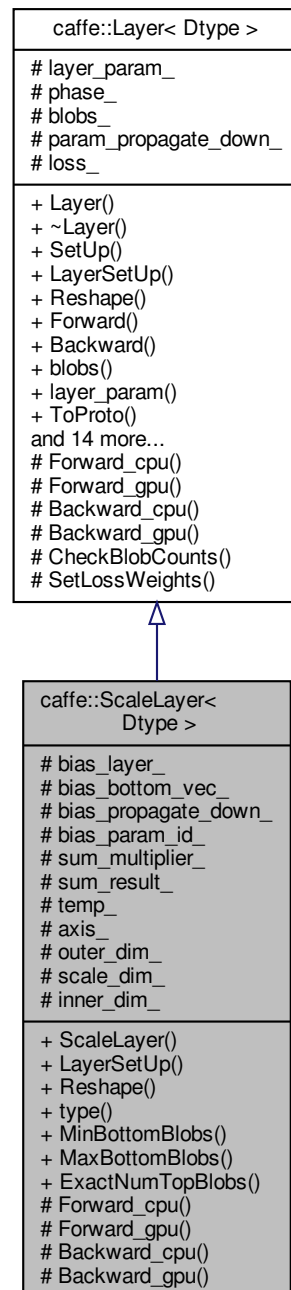 caffe::Layer< Dtype >
# layer_param_
# phase_
# blobs_
# param_propagate_down_
# loss_
+ Layer()
+ ~Layer()
+ SetUp()
+ LayerSetUp()
+ Reshape()
+ Forward()
+ Backward()
+ blobs()
+ layer_param()
+ ToProto()
and 14 more...
# Forward_cpu()
# Forward_gpu()
# Backward_cpu()
# Backward_gpu()
# CheckBlobCounts()
# SetLossWeights()
caffe::ScaleLayer<
Dtype >
# bias_layer_
# bias_bottom_vec_
# bias_propagate_down_
# bias_param_id_
# sum_multiplier_
# sum_result_
# temp_
# axis_
# outer_dim_
# scale_dim_
# inner_dim_
+ ScaleLayer()
+ LayerSetUp()
+ Reshape()
+ type()
+ MinBottomBlobs()
+ MaxBottomBlobs()
+ ExactNumTopBlobs()
# Forward_cpu()
# Forward_gpu()
# Backward_cpu()
# Backward_gpu()